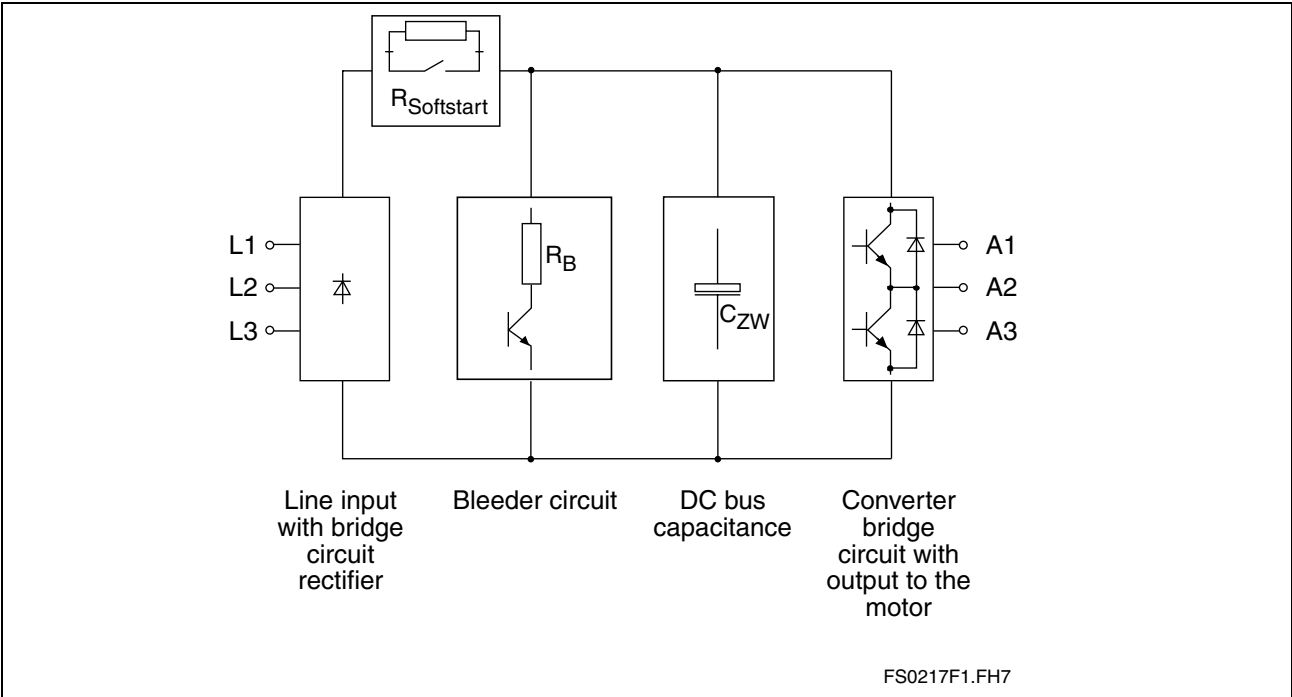 RSoftstart
L1
L2
L3
RB
CZW
A1
A2
A3
Line input
with bridge
circuit
rectifier
Bleeder circuit
DC bus
capacitance
Converter
bridge
circuit with
output to the
motor
FS0217F1.FH7